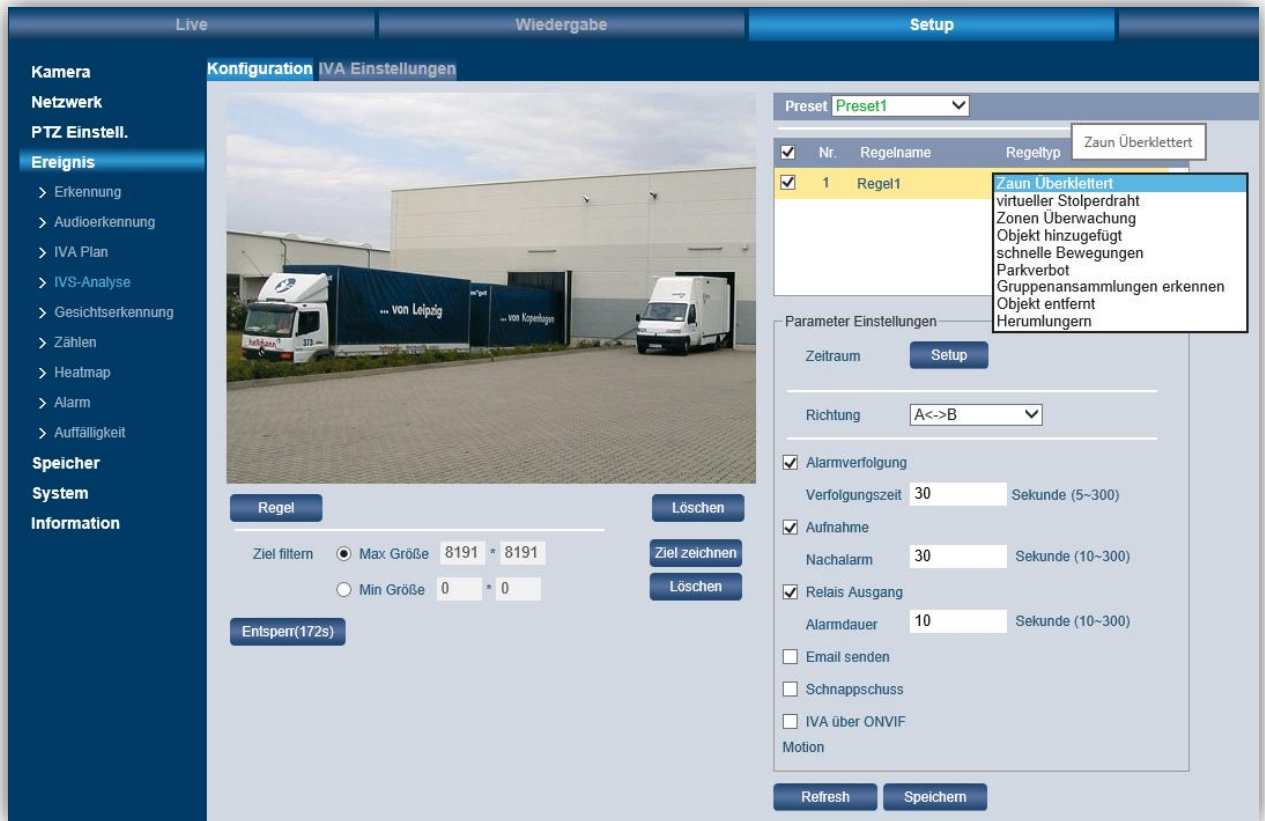 Live
Wiedergabe
Setup
Kamera
Netzwerk
PTZ Einstell.
Ereignis
Erkennung
Audioerkennung
IVA Plan
IVS-Analyse
Gesichtserkennung
Zählen
Heatmap
Alarm
Auffälligkeit
Speicher
System
Information
Konfiguration
IVA Einstellungen
... von Leipzig
... von Kopenhagen
hellmann
373
Regel
Löschen
Ziel filtern
Max Größe 8191 * 8191
Ziel zeichnen
Min Größe 0 * 0
Löschen
Entsperr(172s)
Preset Preset1
Zaun Überklettert
Nr. Regelname Regeltyp
1 Regel1
Zaun Überklettert
virtueller Stolperdraht
Zonen Überwachung
Objekt hinzugefügt
schnelle Bewegungen
Parkverbot
Gruppenansammlungen erkennen
Objekt entfernt
Herumlungern
Parameter Einstellungen
Zeitraum Setup
Richtung A<->B
Alarmverfolgung
Verfolgungszeit 30 Sekunde (5~300)
Aufnahme
Nachalarm 30 Sekunde (10~300)
Relais Ausgang
Alarmdauer 10 Sekunde (10~300)
Email senden
Schnappschuss
IVA über ONVIF
Motion
Refresh
Speichern